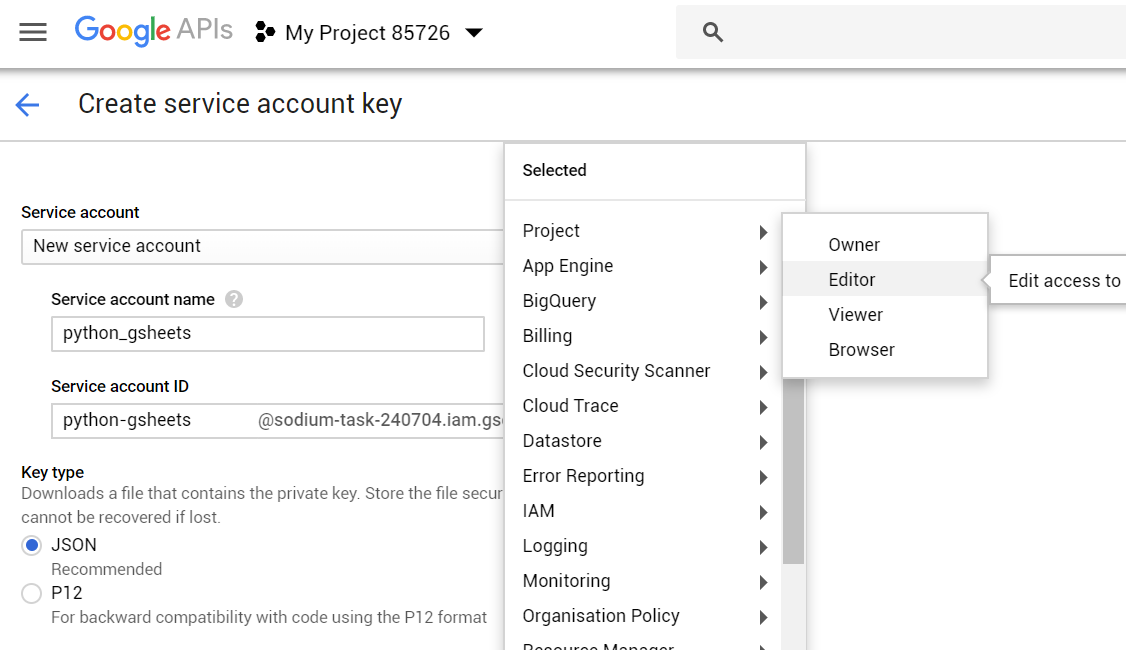 Google APIs
My Project 85726
Create service account key
Service account
New service account
Service account name
?
python_gsheets
Service account ID
python-gsheets
@sodium-task-240704.iam.gs
Key type
Downloads a file that contains the private key. Store the file secur
cannot be recovered if lost.
JSON
Recommended
P12
For backward compatibility with code using the P12 format
Selected
Project
App Engine
BigQuery
Billing
Cloud Security Scanner
Cloud Trace
Datastore
Error Reporting
IAM
Logging
Monitoring
Organisation Policy
Resource Manager
Owner
Editor
Viewer
Browser
Edit access to